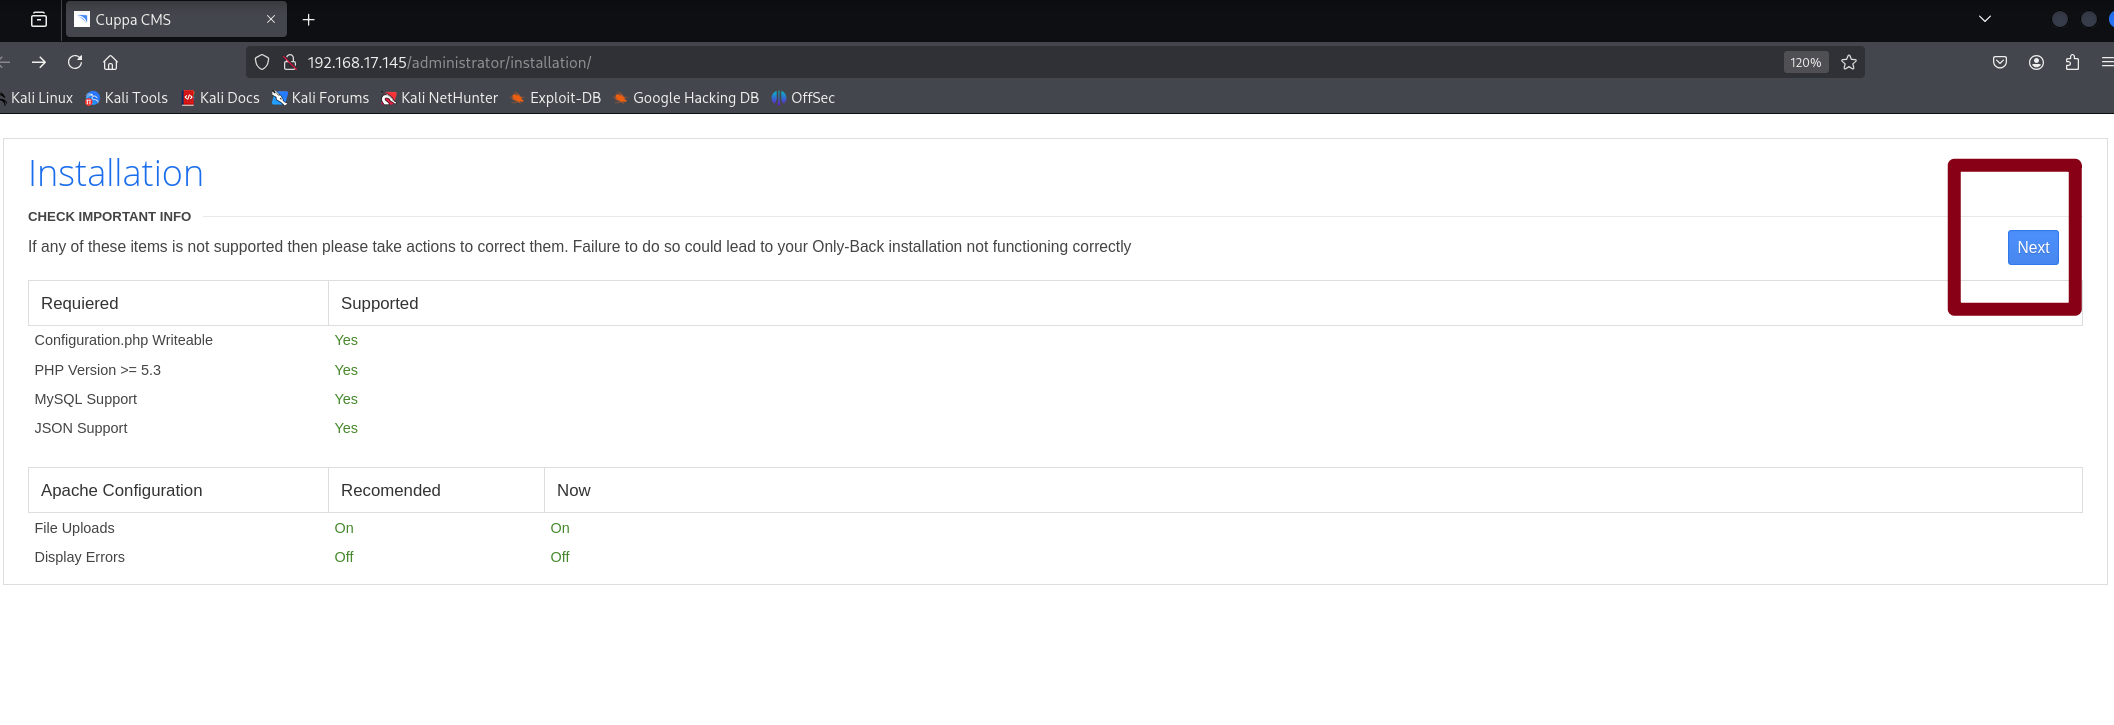 Cuppa CMS
192.168.17.145/administrator/installation/
120%
Kali Linux Kali Tools Kali Docs Kali Forums Kali NetHunter Exploit-DB Google Hacking DB OffSec
Installation
CHECK IMPORTANT INFO
If any of these items is not supported then please take actions to correct them. Failure to do so could lead to your Only-Back installation not functioning correctly
Next
Requiered Supported
Configuration.php Writeable Yes
PHP Version >= 5.3 Yes
MySQL Support Yes
JSON Support Yes
Apache Configuration Recomended Now
File Uploads On On
Display Errors Off Off